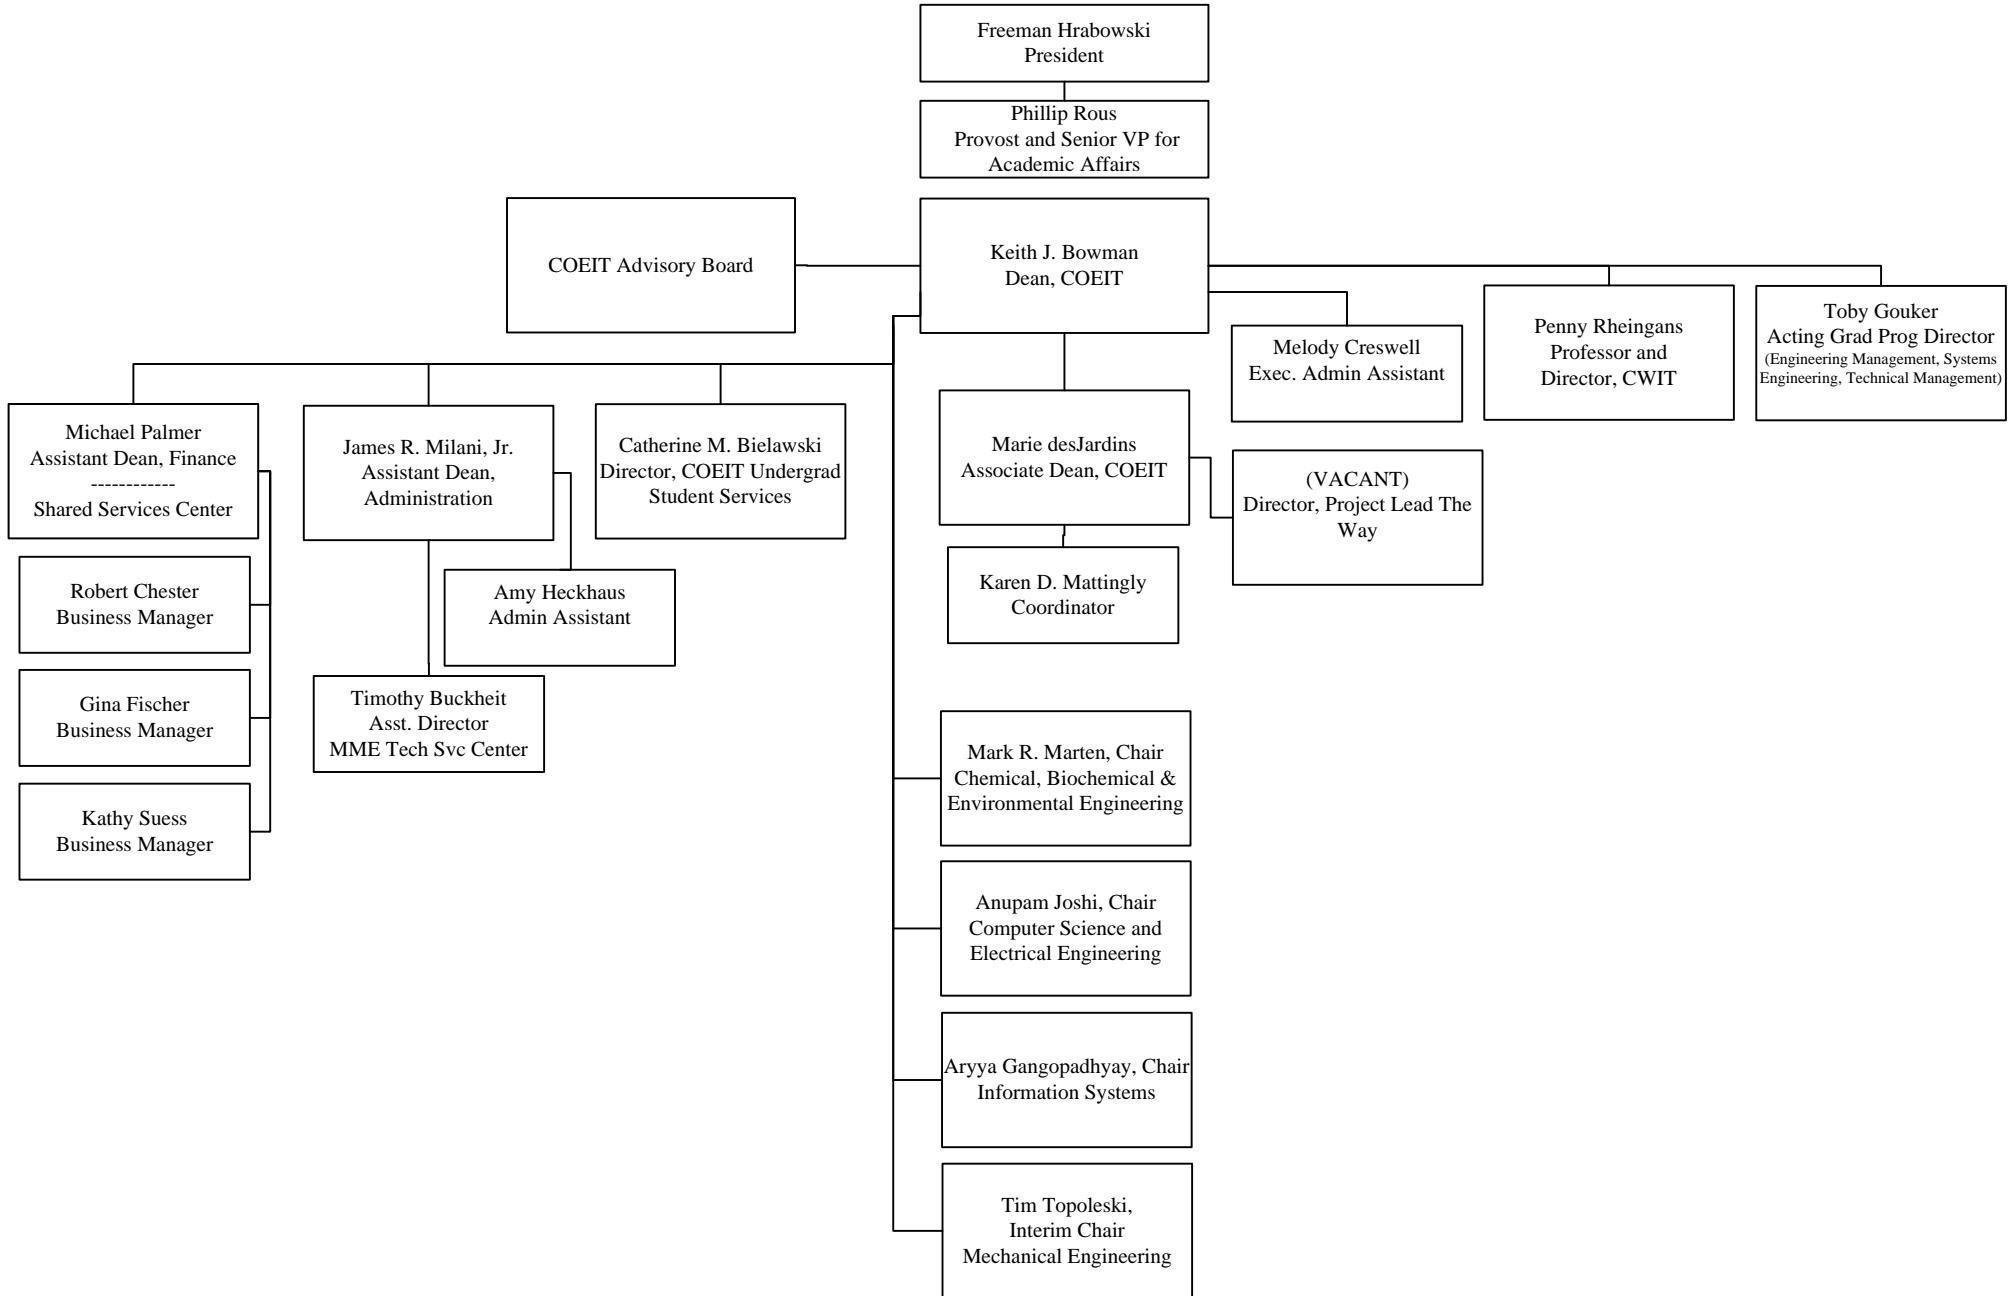 Freeman Hrabowski
President
Phillip Rous
Provost and Senior VP for
Academic Affairs
COEIT Advisory Board
Keith J. Bowman
Dean, COEIT
Melody Creswell
Exec. Admin Assistant
Penny Rheingans
Professor and
Director, CWIT
Toby Gouker
Acting Grad Prog Director
(Engineering Management, Systems
Engineering, Technical Management)
Michael Palmer
Assistant Dean, Finance
------------
Shared Services Center
James R. Milani, Jr.
Assistant Dean,
Administration
Catherine M. Bielawski
Director, COEIT Undergrad
Student Services
Marie desJardins
Associate Dean, COEIT
(VACANT)
Director, Project Lead The
Way
Robert Chester
Business Manager
Amy Heckhaus
Admin Assistant
Karen D. Mattingly
Coordinator
Gina Fischer
Business Manager
Timothy Buckheit
Asst. Director
MME Tech Svc Center
Kathy Suess
Business Manager
Mark R. Marten, Chair
Chemical, Biochemical &
Environmental Engineering
Anupam Joshi, Chair
Computer Science and
Electrical Engineering
Aryya Gangopadhyay, Chair
Information Systems
Tim Topoleski,
Interim Chair
Mechanical Engineering